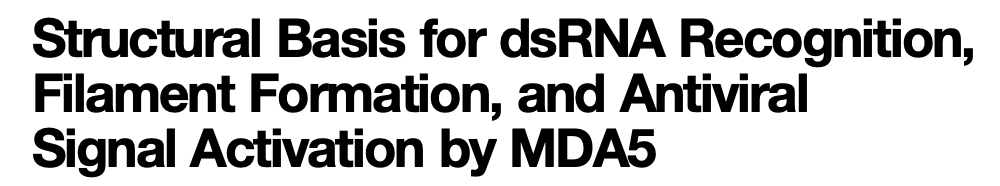 Structural Basis for dsRNA Recognition,
Filament Formation, and Antiviral
Signal Activation by MDA5